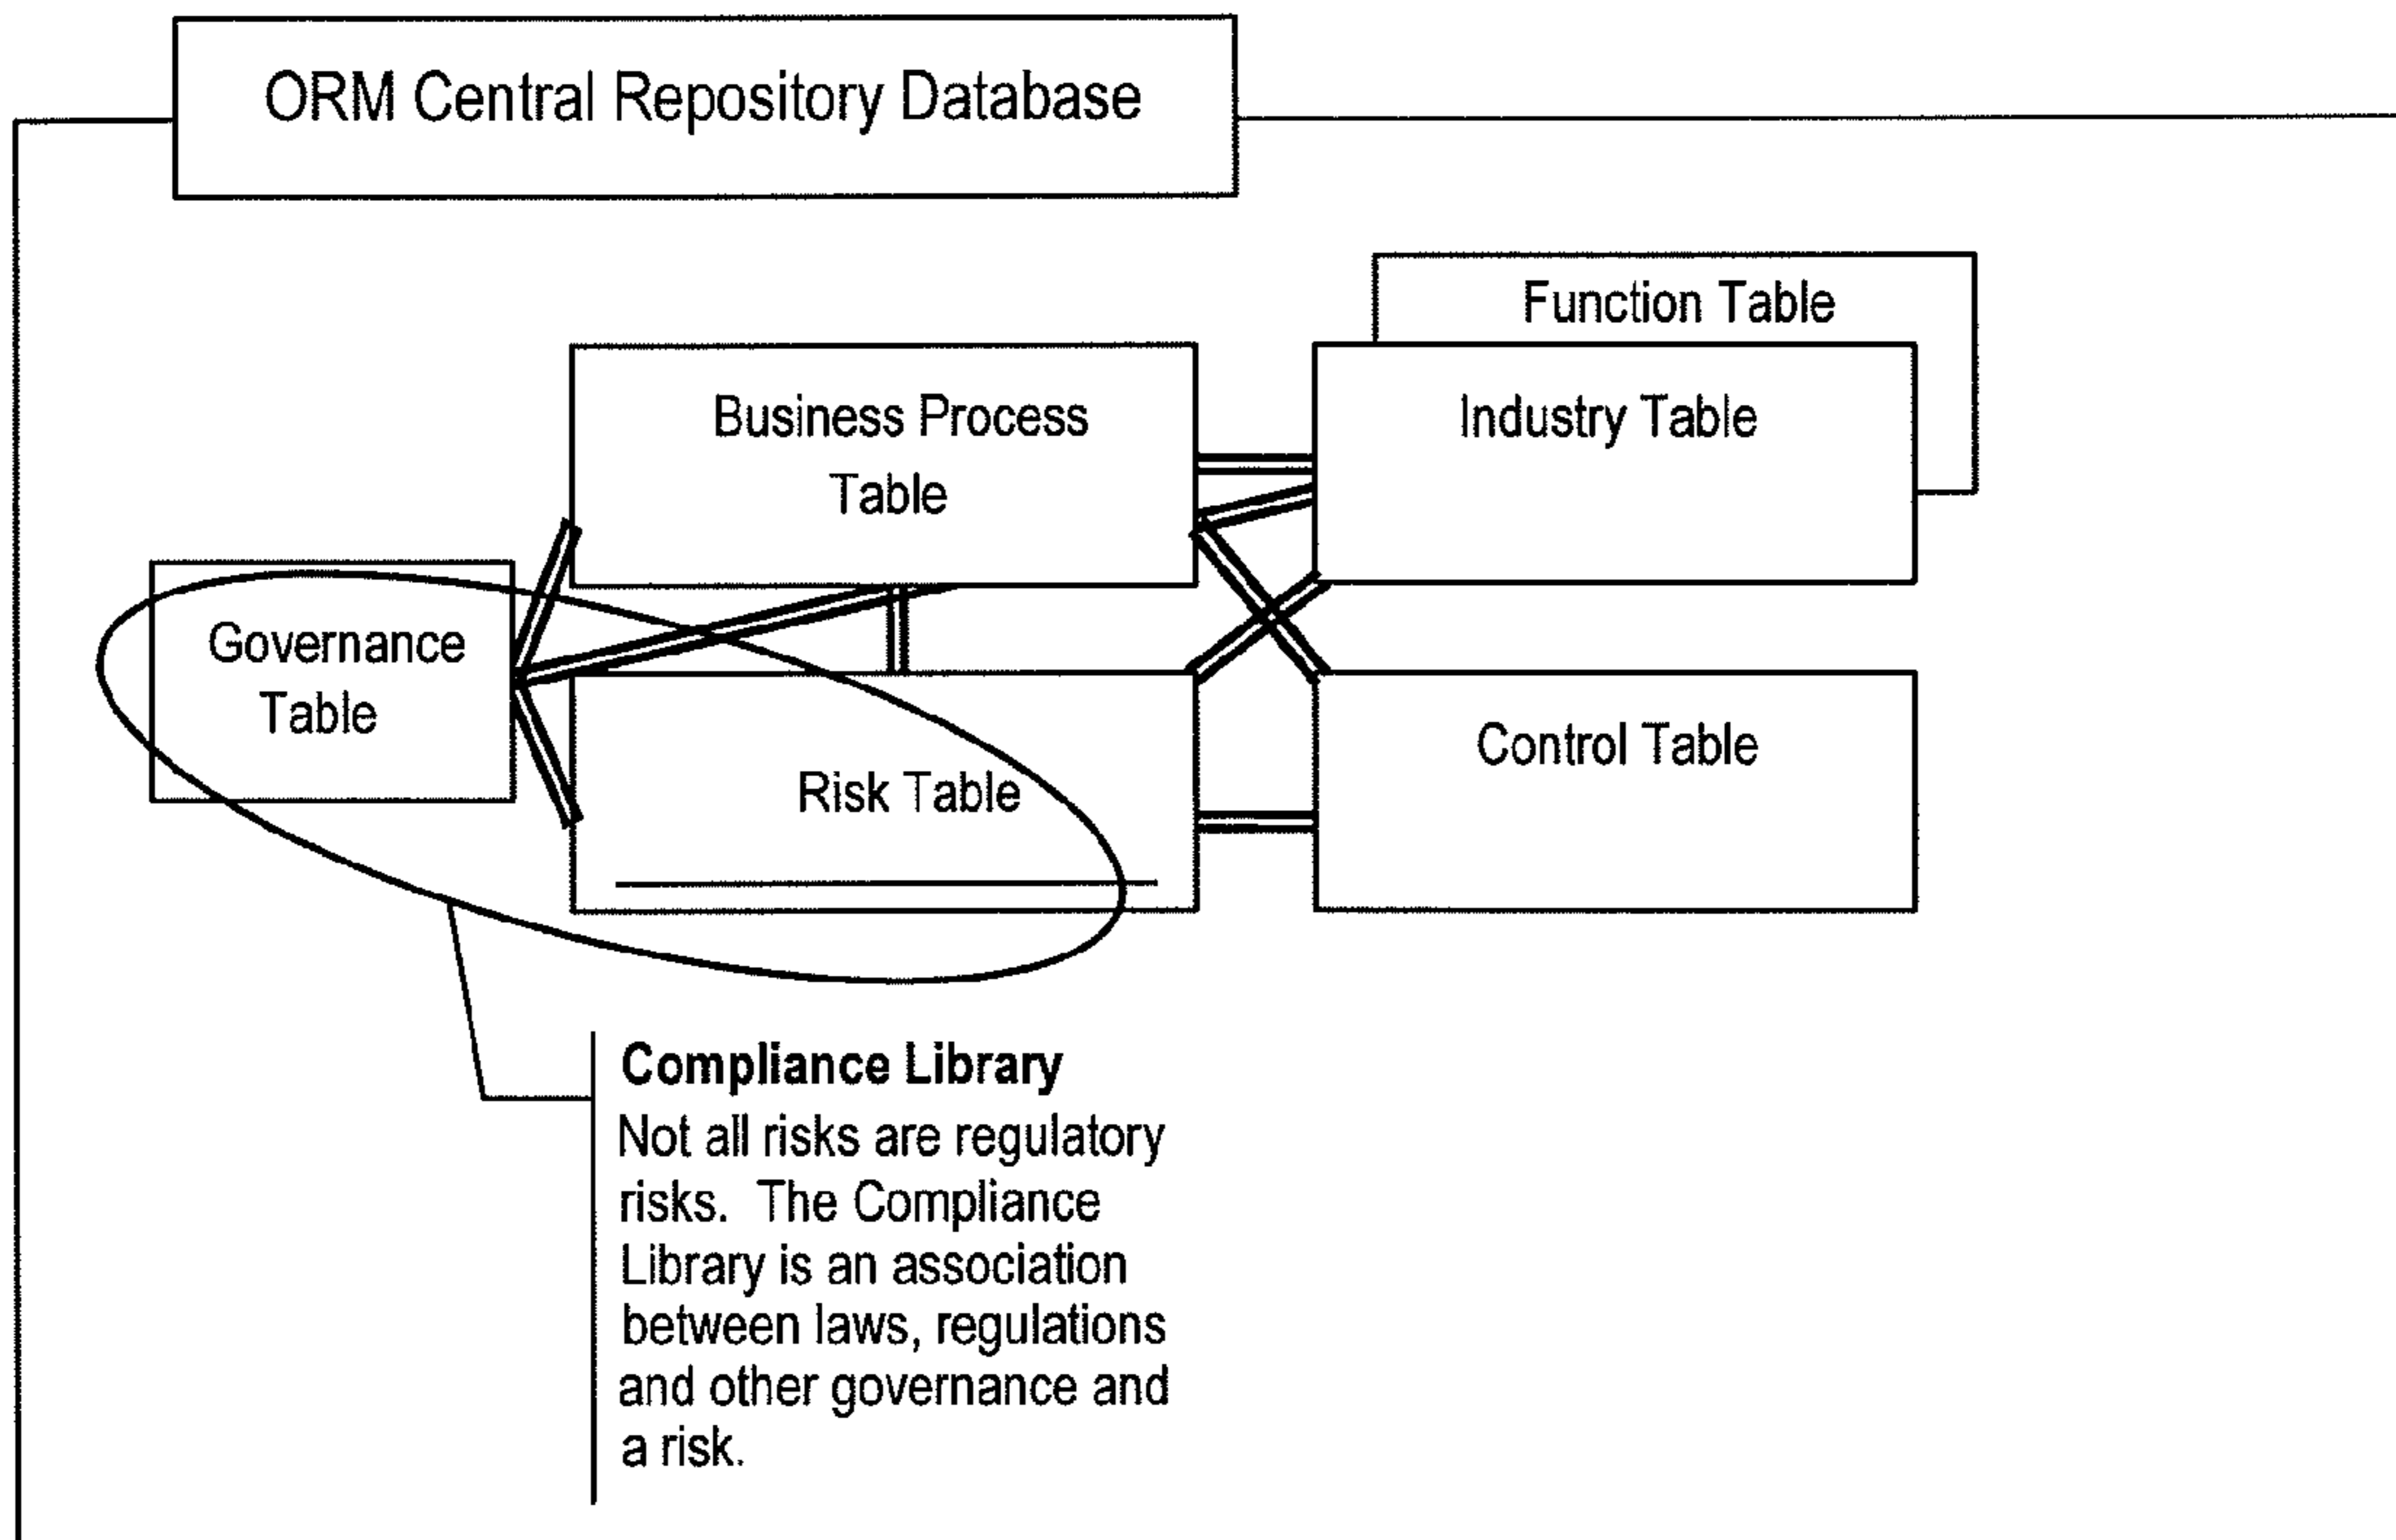 ORM Central Repository Database
Function Table
Business Process
Table
Industry Table
Governance
Table
Risk Table
Control Table
Compliance Library
Not all risks are regulatory
risks. The Compliance
Library is an association
between laws, regulations
and other governance and
a risk.